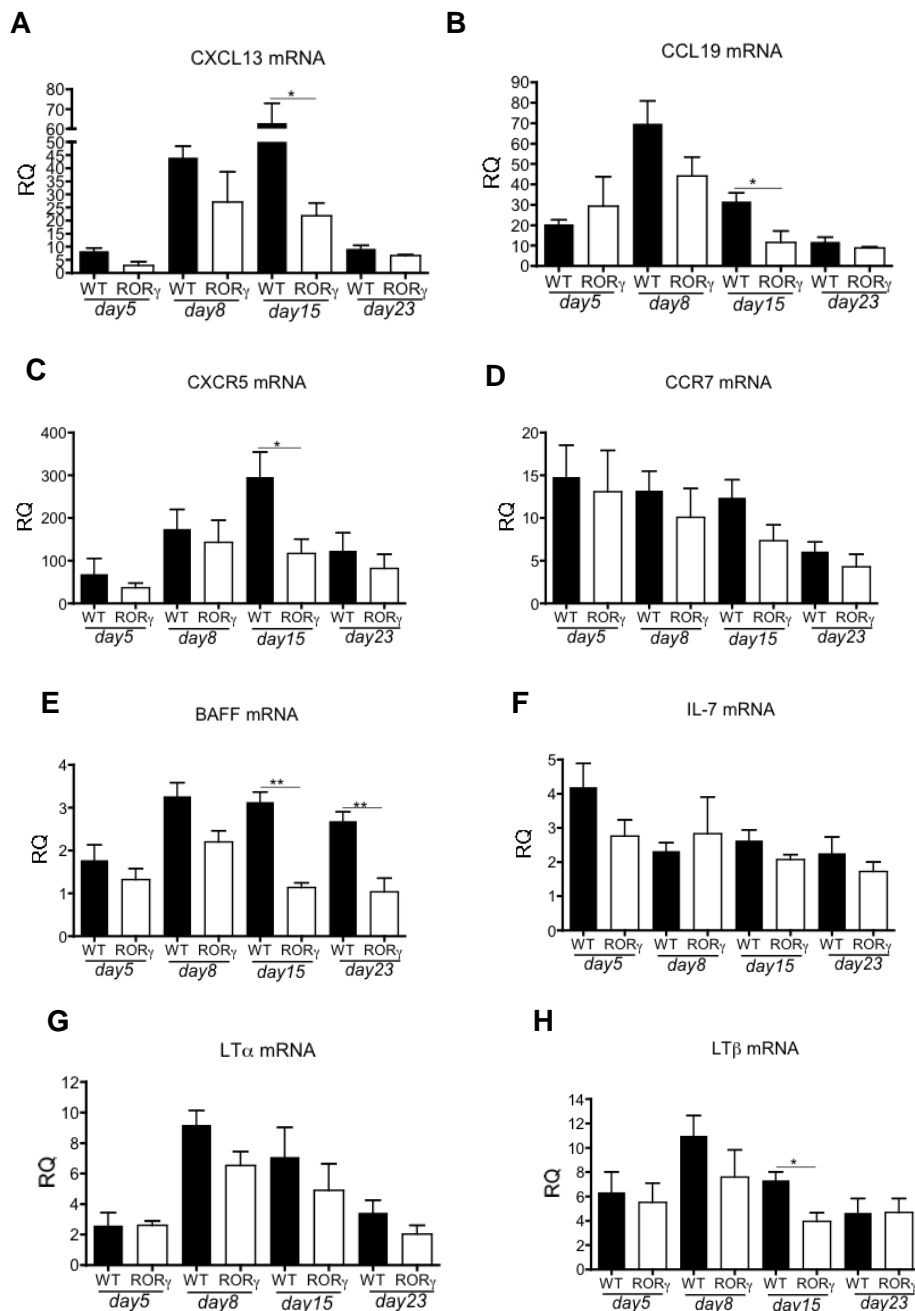 A
CXCL13 mRNA
RQ
80
70
60
50
45
40
35
30
25
20
15
10
5
0
*
WT RORγ WT RORγ WT RORγ WT RORγ
day5 day8 day15 day23
B
CCL19 mRNA
RQ
90
80
70
60
50
40
30
20
10
0
*
WT RORγ WT RORγ WT RORγ WT RORγ
day5 day8 day15 day23
C
CXCR5 mRNA
RQ
400
300
200
100
0
*
WT RORγ WT RORγ WT RORγ WT RORγ
day5 day8 day15 day23
D
CCR7 mRNA
RQ
20
15
10
5
0
WT RORγ WT RORγ WT RORγ WT RORγ
day5 day8 day15 day23
E
BAFF mRNA
RQ
4
3
2
1
0
**
**
WT RORγ WT RORγ WT RORγ WT RORγ
day5 day8 day15 day23
F
IL-7 mRNA
RQ
5
4
3
2
1
0
WT RORγ WT RORγ WT RORγ WT RORγ
day5 day8 day15 day23
G
LTα mRNA
RQ
12
10
8
6
4
2
0
WT RORγ WT RORγ WT RORγ WT RORγ
day5 day8 day15 day23
H
LTβ mRNA
RQ
14
12
10
8
6
4
2
0
*
WT RORγ WT RORγ WT RORγ WT RORγ
day5 day8 day15 day23